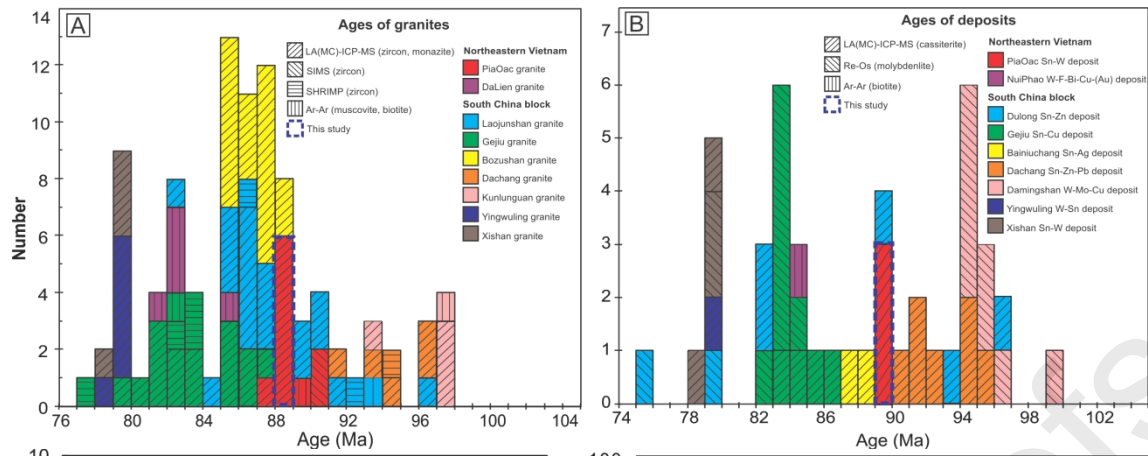 A
Ages of granites
LA(MC)-ICP-MS (zircon, monazite)
SIMS (zircon)
SHRIMP (zircon)
Ar-Ar (muscovite, biotite)
This study
Northeastern Vietnam
PiaOac granite
DaLien granite
South China block
Laojunshan granite
Gejiu granite
Bozushan granite
Dachang granite
Kunlunguan granite
Yingwuling granite
Xishan granite
Number
14
12
10
8
6
4
2
0
76 80 84 88 92 96 100 104
Age (Ma)
10
B
Ages of deposits
LA(MC)-ICP-MS (cassiterite)
Re-Os (molybdenlite)
Ar-Ar (biotite)
This study
Northeastern Vietnam
PiaOac Sn-W deposit
NuiPhao W-F-Bi-Cu-(Au) deposit
South China block
Dulong Sn-Zn deposit
Gejiu Sn-Cu deposit
Bainiuchang Sn-Ag deposit
Dachang Sn-Zn-Pb deposit
Damingshan W-Mo-Cu deposit
Yingwuling W-Sn deposit
Xishan Sn-W deposit
7
6
5
4
3
2
1
0
74 78 82 86 90 94 98 102
Age (Ma)